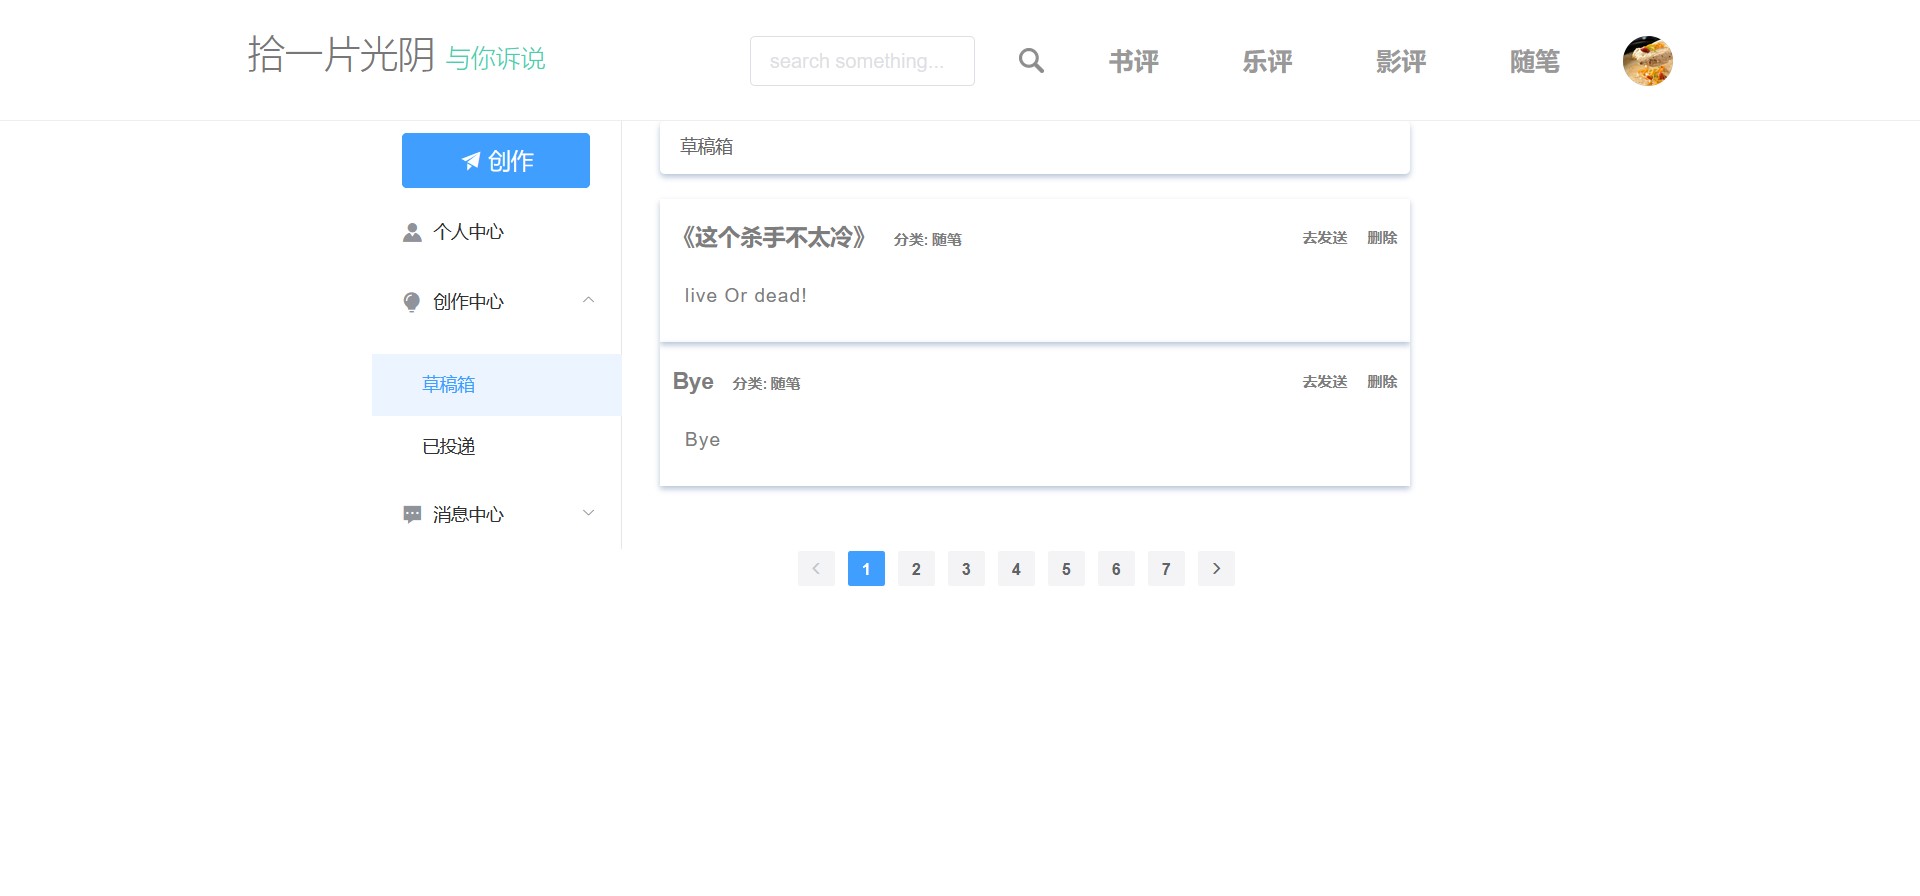 拾一片光阴 与你诉说
search something...
书评 乐评 影评 随笔
创作
个人中心
创作中心
草稿箱
已投递
消息中心
草稿箱
《这个杀手不太冷》 分类: 随笔 去发送 删除
live Or dead!
Bye 分类: 随笔 去发送 删除
Bye
1 2 3 4 5 6 7